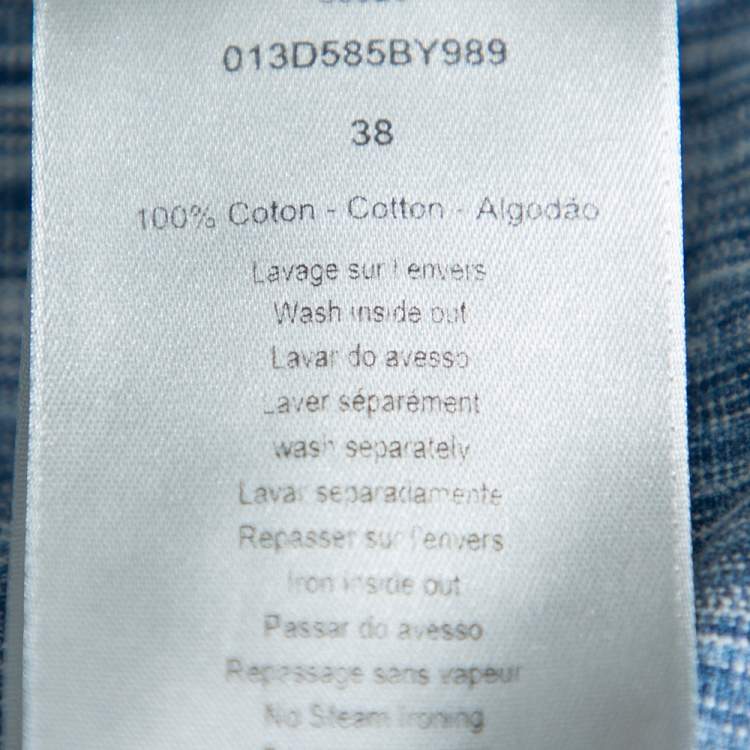 013D585BY989
38
100% Coton - Cotton - Algodão
Lavage sur l'envers
Wash inside out
Lavar do avesso
Laver séparément
wash separately
Lavar separadamente
Repasser sur l'envers
Iron inside out
Passar do avesso
Repassage sans vapeur
No Steam Ironing